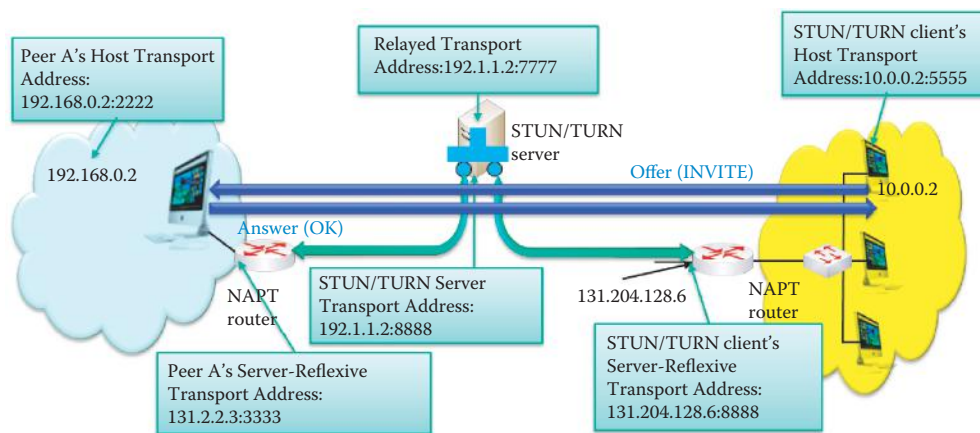 Peer A's Host Transport
Address:
192.168.0.2:2222
Relayed Transport
Address:192.1.1.2:7777
STUN/TURN client's
Host Transport
Address:10.0.0.2:5555
STUN/TURN
server
192.168.0.2
Offer (INVITE)
10.0.0.2
Answer (OK)
NAPT
router
STUN/TURN Server
Transport Address:
192.1.1.2:8888
131.204.128.6
NAPT
router
Peer A's Server-Reflexive
Transport Address:
131.2.2.3:3333
STUN/TURN client's
Server-Reflexive
Transport Address:
131.204.128.6:8888